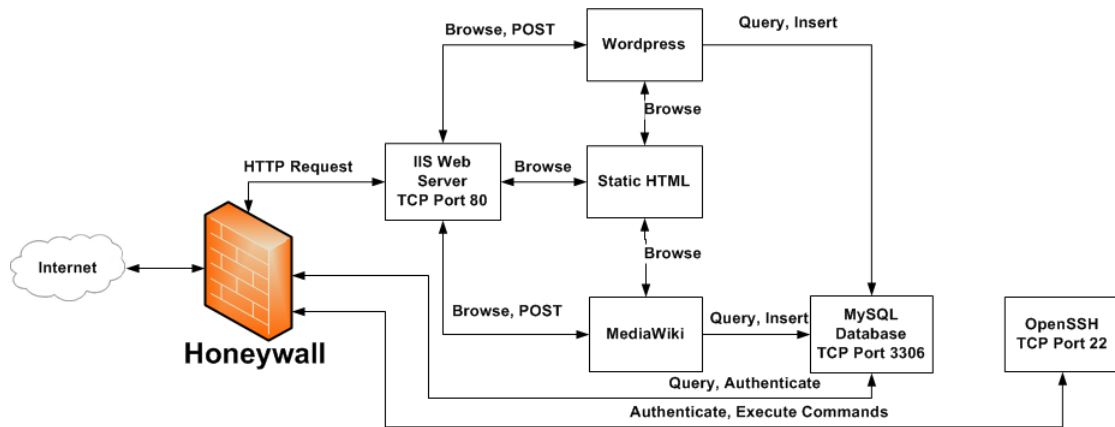 Browse, POST
Wordpress
Query, Insert
Browse
HTTP Request
IIS Web
Server
TCP Port 80
Browse
Static HTML
Internet
Browse
Honeywall
Browse, POST
MediaWiki
Query, Insert
MySQL
Database
TCP Port 3306
OpenSSH
TCP Port 22
Query, Authenticate
Authenticate, Execute Commands